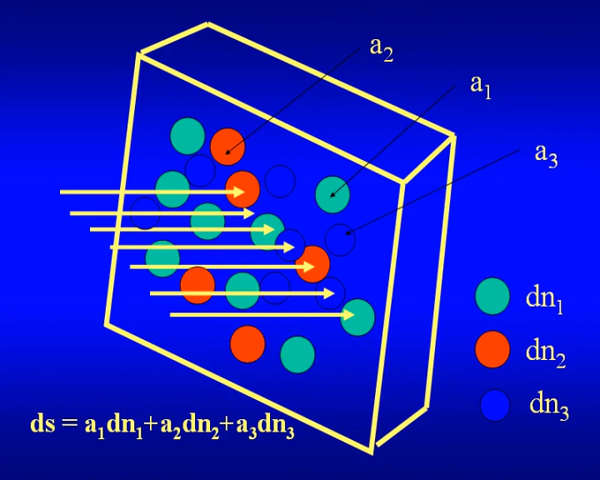 a₂
a₁
a₃
dn₁
dn₂
dn₃
ds = a₁dn₁+a₂dn₂+a₃dn₃